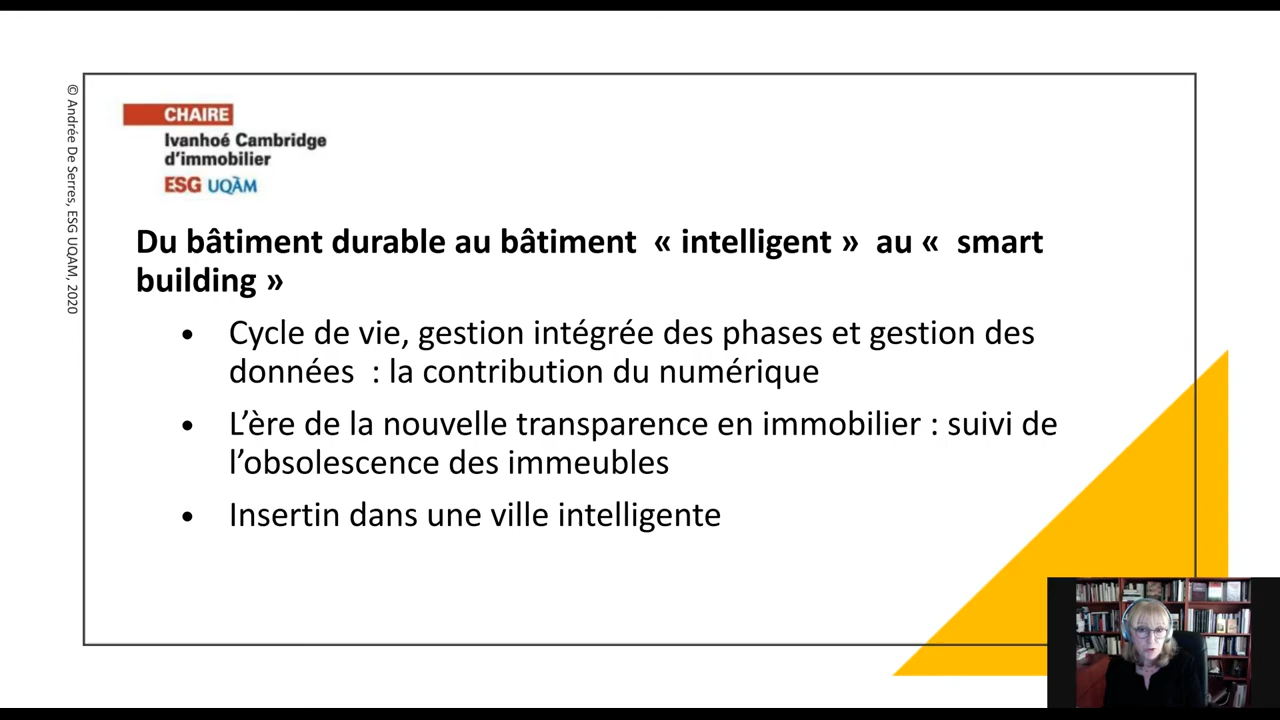 © Andrée De Serres, ESG UQAM, 2020
CHAIRE
Ivanhoé Cambridge
d'immobilier
ESG UQÀM
Du bâtiment durable au bâtiment « intelligent » au « smart
building »
• Cycle de vie, gestion intégrée des phases et gestion des
données : la contribution du numérique
• L’ère de la nouvelle transparence en immobilier : suivi de
l’obsolescence des immeubles
• Insertin dans une ville intelligente